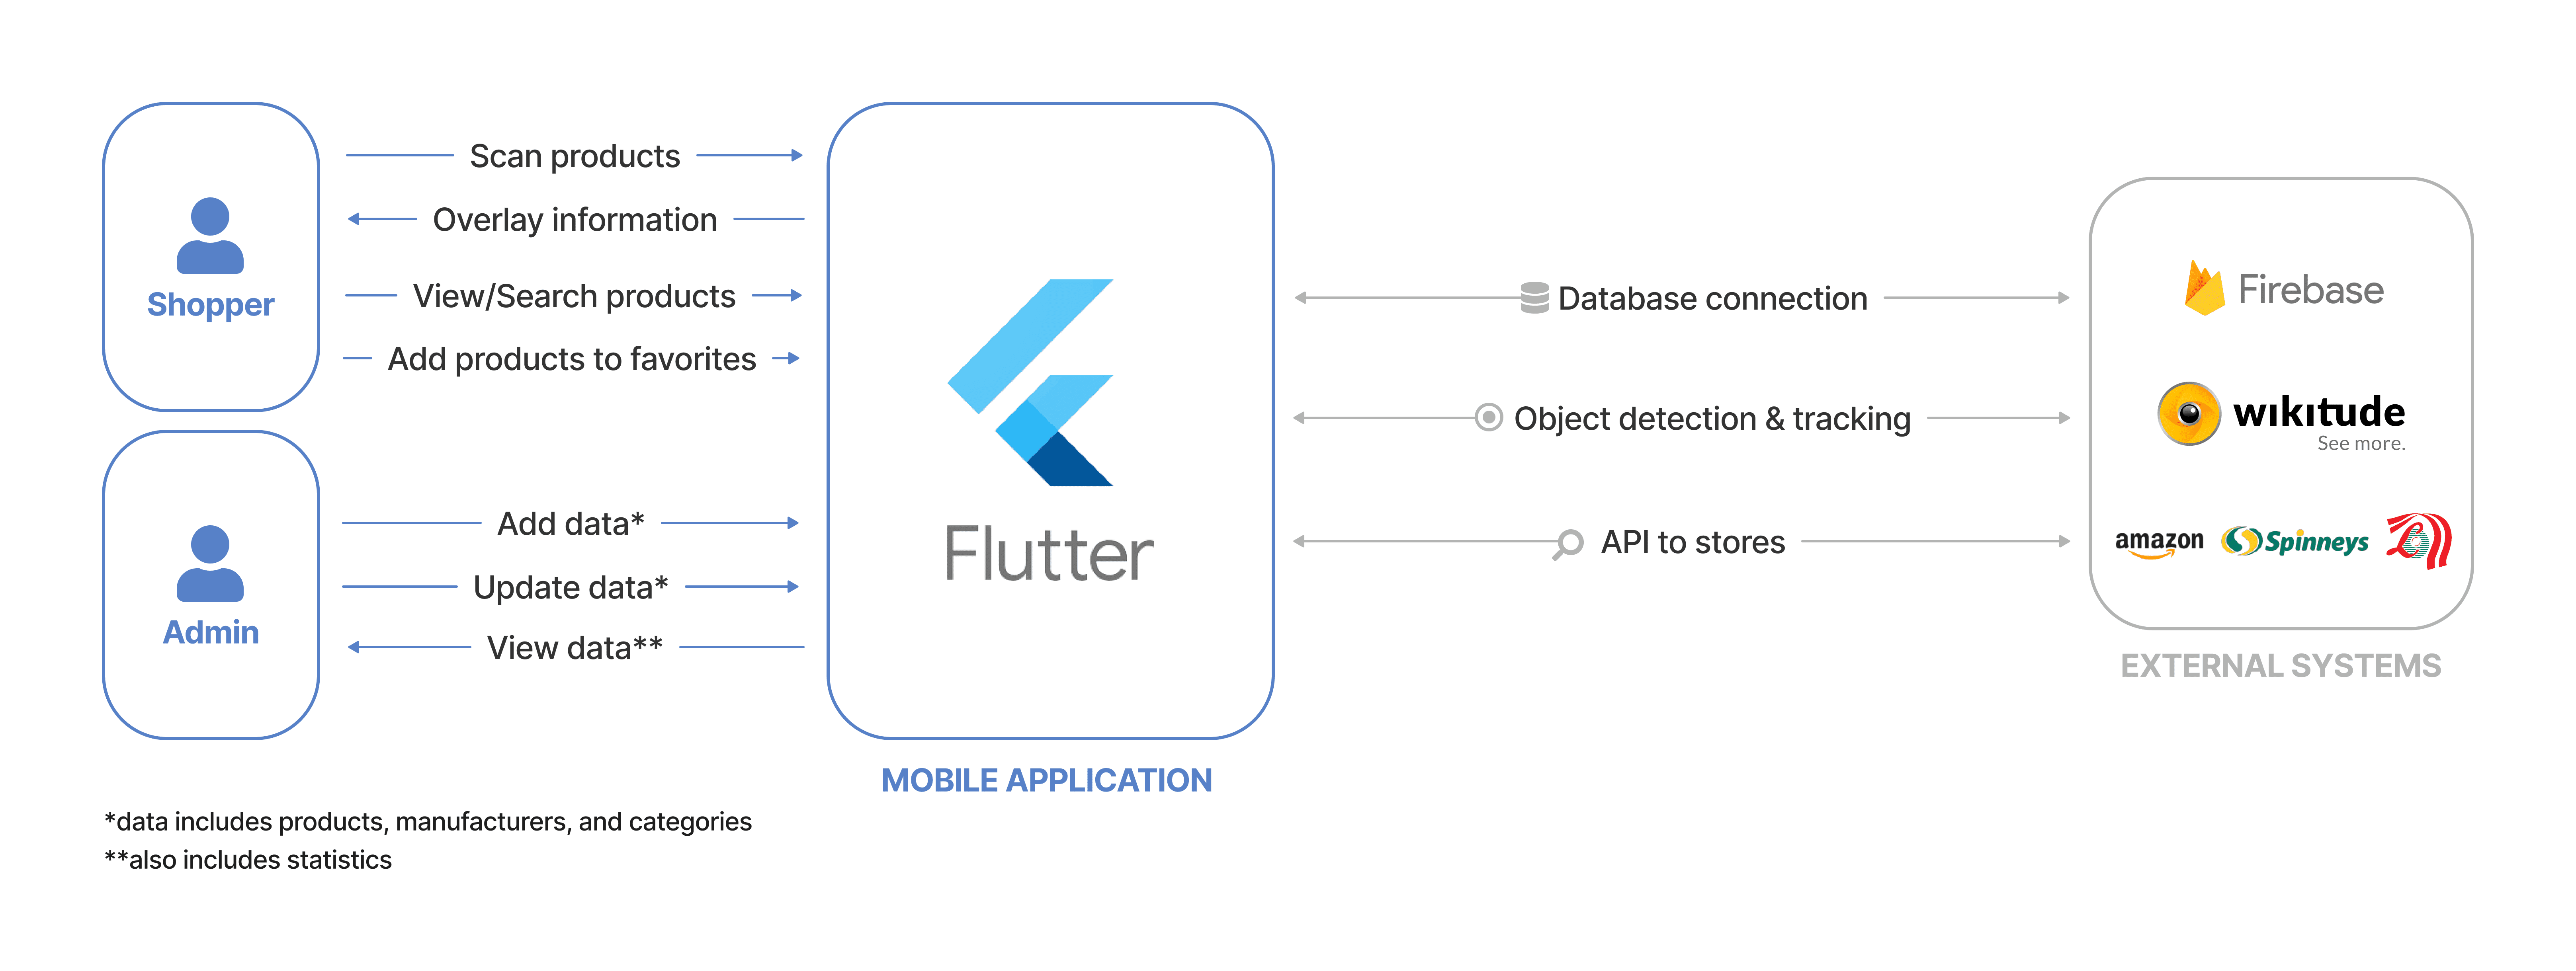 Shopper
Scan products
Overlay information
View/Search products
Add products to favorites
Admin
Add data*
Update data*
View data**
Flutter
MOBILE APPLICATION
Database connection
Object detection & tracking
API to stores
Firebase
wikitude
See more.
amazon
Spinneys
EXTERNAL SYSTEMS
*data includes products, manufacturers, and categories
**also includes statistics